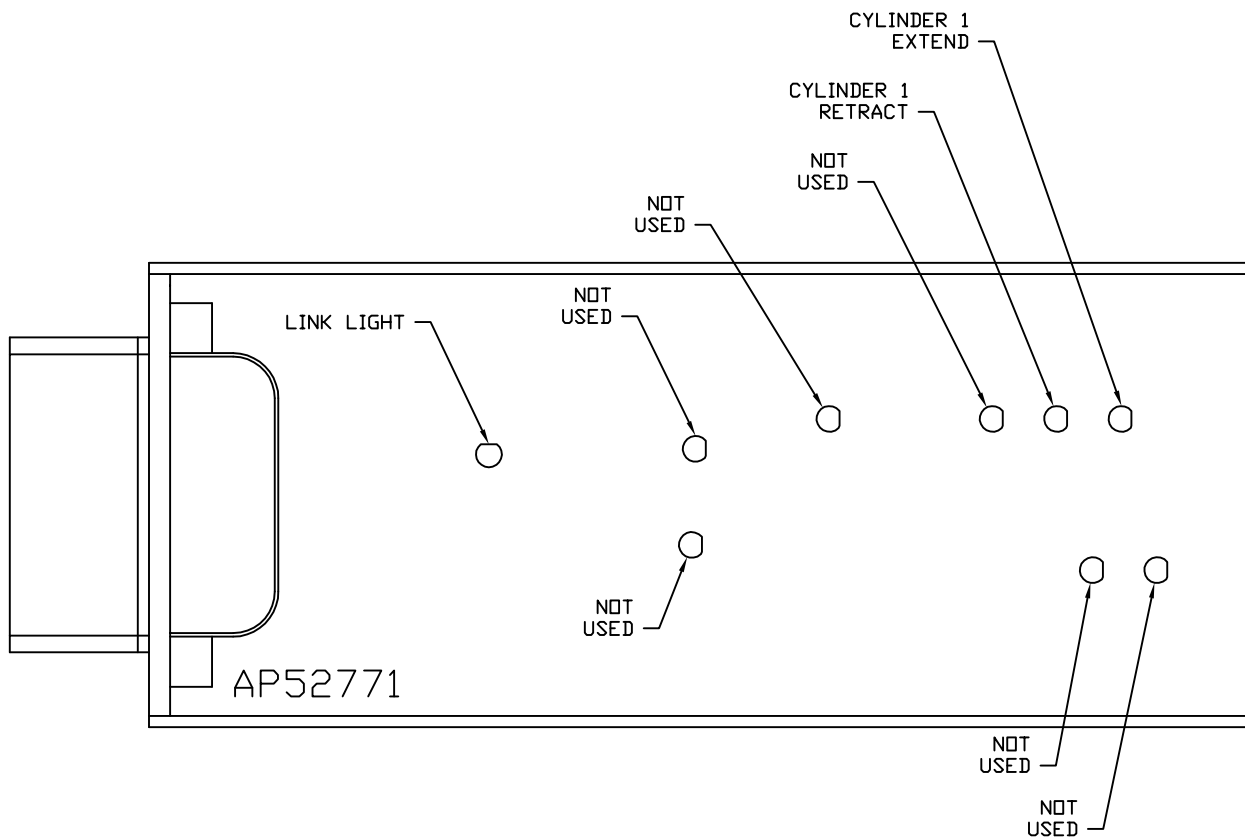 CYLINDER 1
EXTEND
CYLINDER 1
RETRACT
NOT
USED
NOT
USED
NOT
USED
LINK LIGHT
NOT
USED
AP52771
NOT
USED
NOT
USED